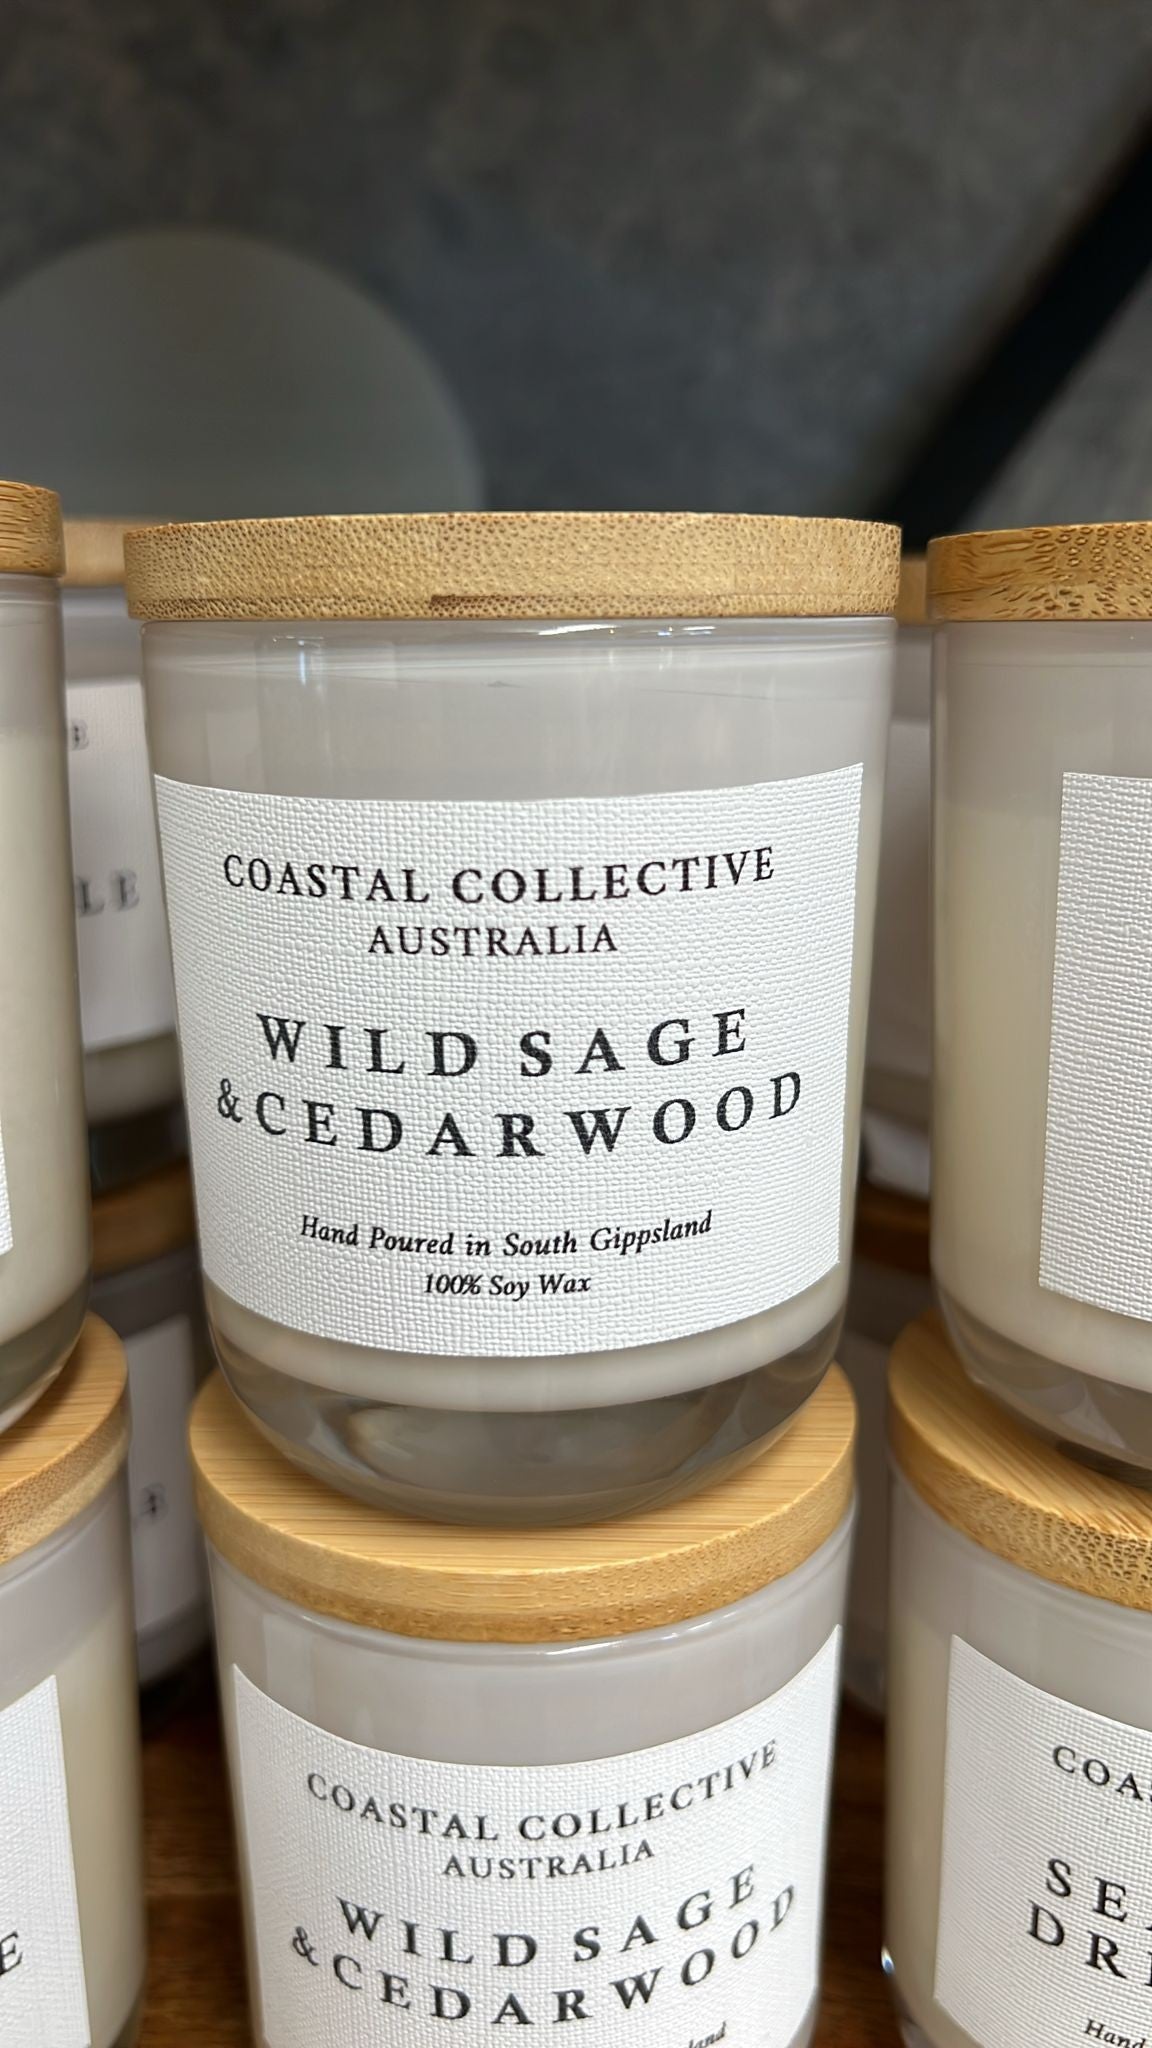 COASTAL COLLECTIVE
AUSTRALIA
WILD SAGE
& CEDARWOOD
Hand Poured in South Gippsland
100% Soy Wax
COASTAL COLLECTIVE
AUSTRALIA
WILD SAGE
& CEDARWOOD
Hand